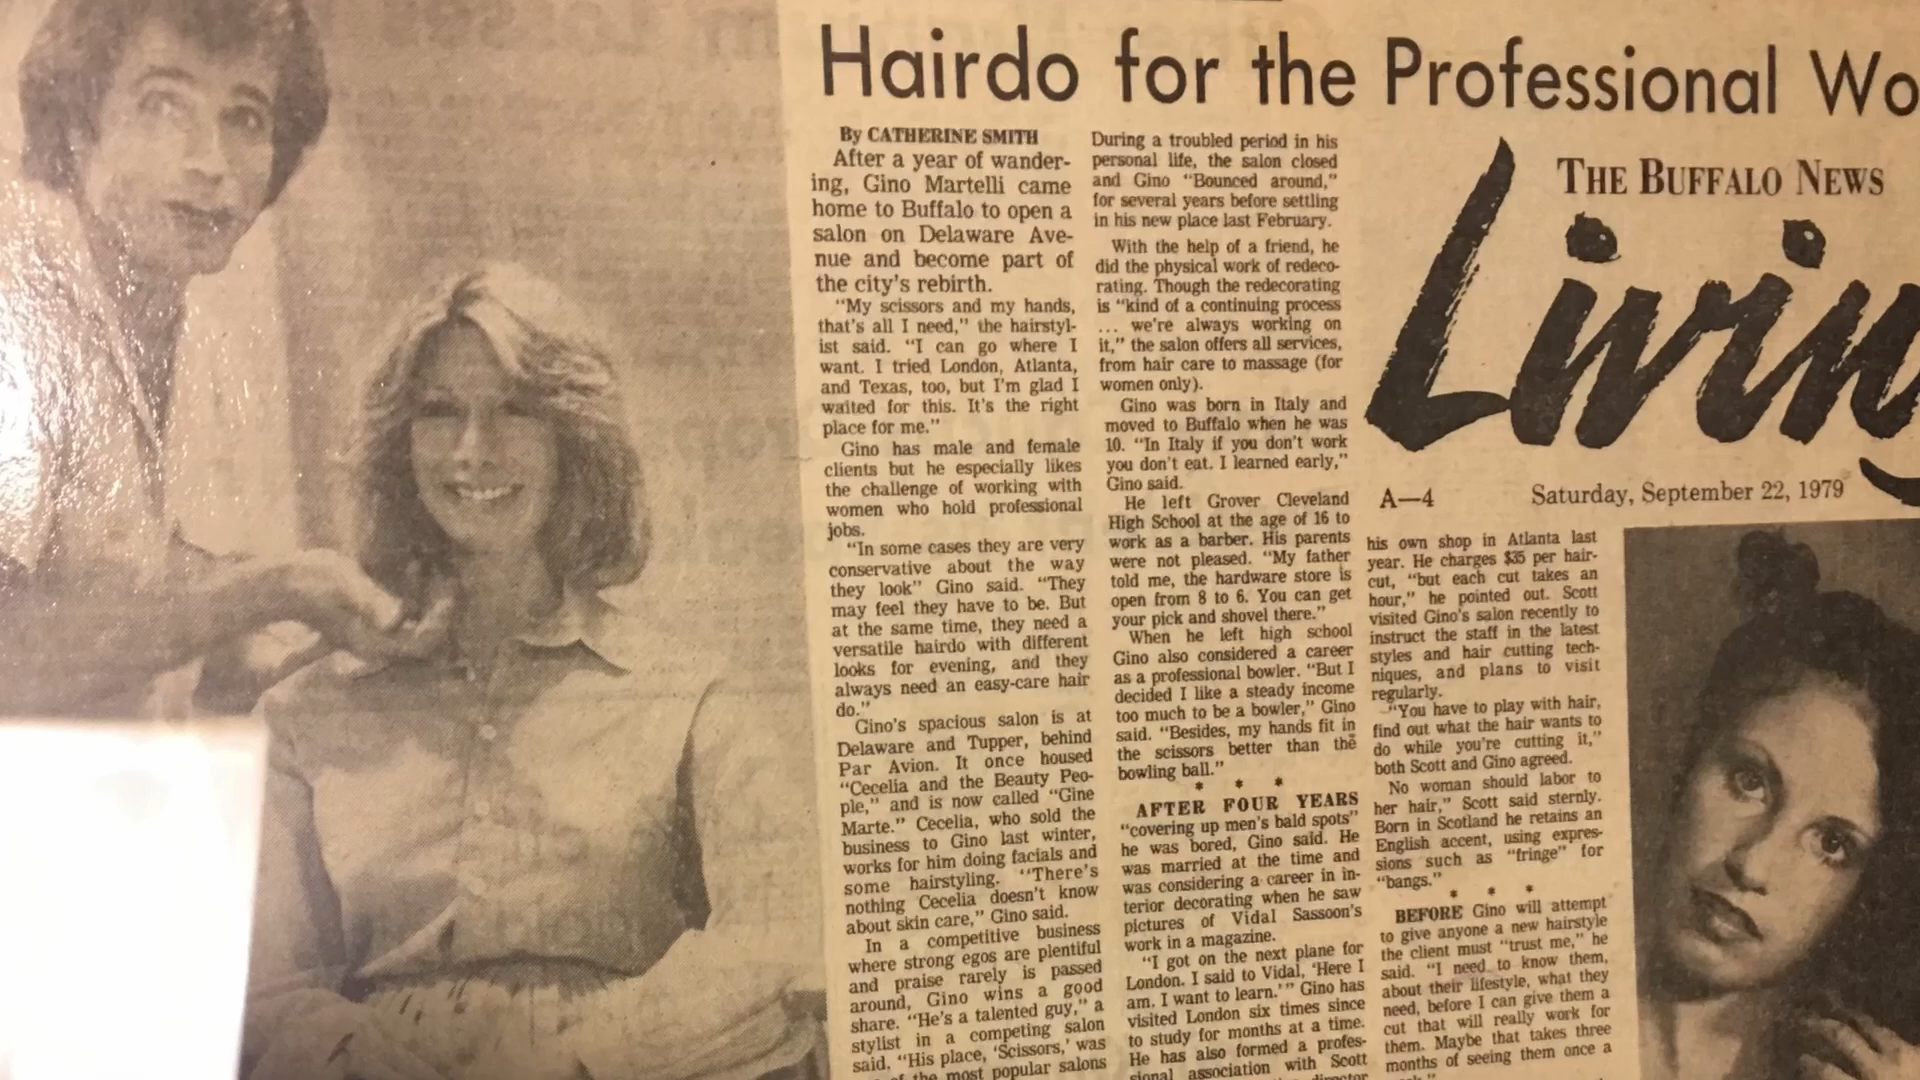 Hairdo for the Professional Wo
By CATHERINE SMITH
After a year of wander-
ing, Gino Martelli came
home to Buffalo to open a
salon on Delaware Ave-
nue and become part of
the city's rebirth.
"My scissors and my hands,
that's all I need," the hairstyl-
ist said. "I can go where I
want. I tried London, Atlanta,
and Texas, too, but I'm glad I
waited for this. It's the right
place for me."
Gino has male and female
clients but he especially likes
the challenge of working with
women who hold professional
jobs.
"In some cases they are very
conservative about the way
they look" Gino said. "They
may feel they have to be. But
at the same time, they need a
versatile hairdo with different
looks for evening, and they
always need an easy-care hair
do."
Gino's spacious salon is at
Delaware and Tupper, behind
Par Avion. It once housed
"Cecelia and the Beauty Peo-
ple," and is now called "Gine
Marte." Cecelia, who sold the
business to Gino last winter,
works for him doing facials and
some hairstyling. "There's
nothing Cecelia doesn't know
about skin care," Gino said.
In a competitive business
where strong egos are plentiful
and praise rarely is passed
around, Gino wins a good
share. "He's a talented guy," a
stylist in a competing salon
said. "His place, 'Scissors,' was
of the most popular salons
During a troubled period in his
personal life, the salon closed
and Gino "Bounced around,"
for several years before settling
in his new place last February.
With the help of a friend, he
did the physical work of redeco-
rating. Though the redecorating
is "kind of a continuing process
... we're always working on
it," the salon offers all services,
from hair care to massage (for
women only).
Gino was born in Italy and
moved to Buffalo when he was
10. "In Italy if you don't work
you don't eat. I learned early,"
Gino said.
He left Grover Cleveland
High School at the age of 16 to
work as a barber. His parents
were not pleased. "My father
told me, the hardware store is
open from 8 to 6. You can get
your pick and shovel there."
When he left high school
Gino also considered a career
as a professional bowler. "But I
decided I like a steady income
too much to be a bowler," Gino
said. "Besides, my hands fit in
the scissors better than the
bowling ball."
* * *
AFTER FOUR YEARS
"covering up men's bald spots"
he was bored, Gino said. He
was married at the time and
was considering a career in in-
terior decorating when he saw
pictures of Vidal Sassoon's
work in a magazine.
"I got on the next plane for
London. I said to Vidal, 'Here I
am. I want to learn.'" Gino has
visited London six times since
to study for months at a time.
He has also formed a profes-
sional association with Scott
director
THE BUFFALO NEWS
Living
A—4
Saturday, September 22, 1979
his own shop in Atlanta last
year. He charges $35 per hair-
cut, "but each cut takes an
hour," he pointed out. Scott
visited Gino's salon recently to
instruct the staff in the latest
styles and hair cutting tech-
niques, and plans to visit
regularly.
"You have to play with hair,
find out what the hair wants to
do while you're cutting it,"
both Scott and Gino agreed.
No woman should labor to
her hair," Scott said sternly.
Born in Scotland he retains an
English accent, using expres-
sions such as "fringe" for
"bangs."
* * *
BEFORE Gino will attempt
to give anyone a new hairstyle
the client must "trust me," he
said. "I need to know them,
about their lifestyle, what they
need, before I can give them a
cut that will really work for
them. Maybe that takes three
months of seeing them once a